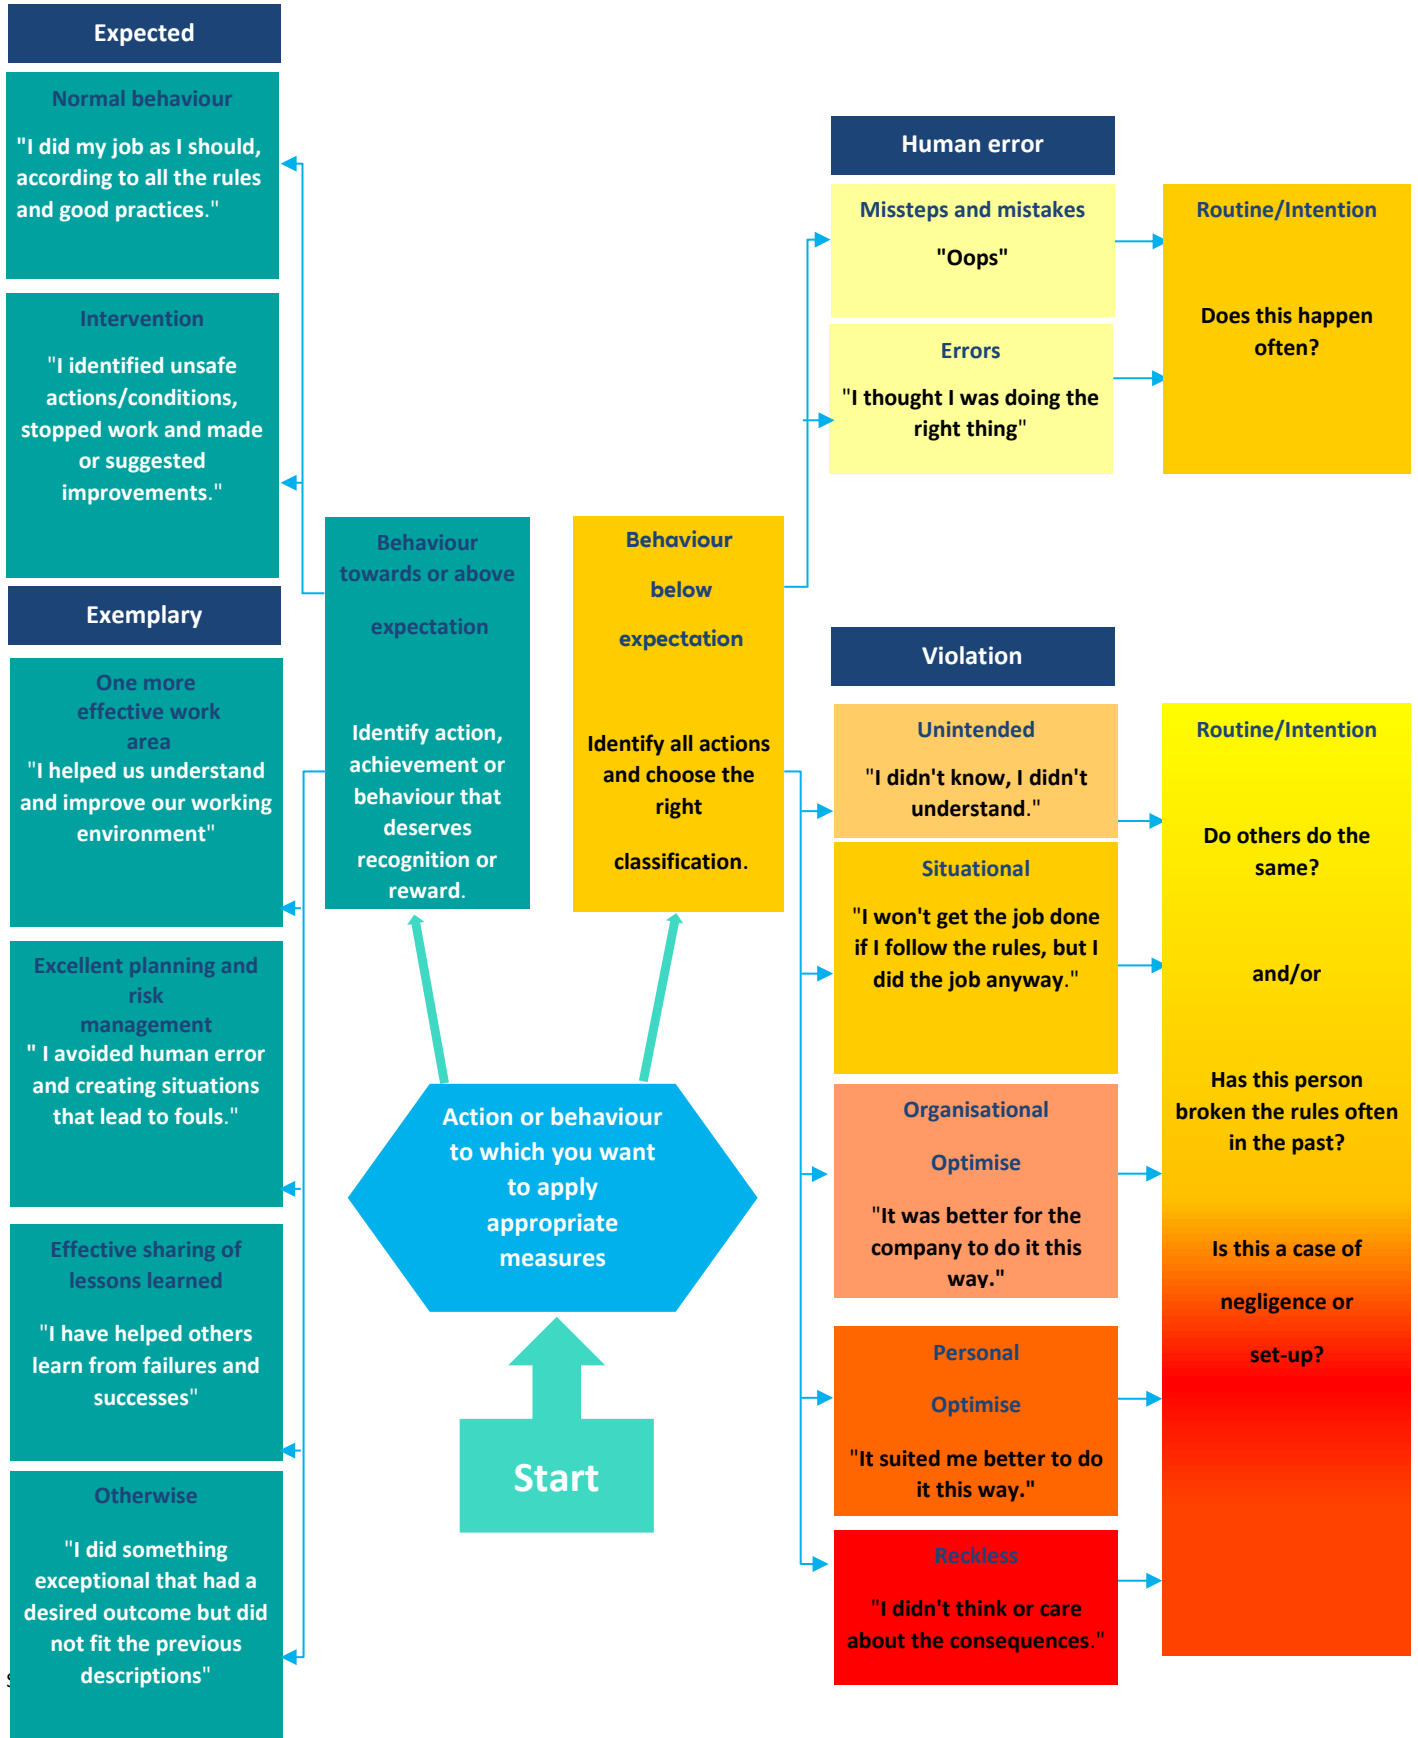 Expected
Normal behaviour
"I did my job as I should,
according to all the rules
and good practices."
Intervention
"I identified unsafe
actions/conditions,
stopped work and made
or suggested
improvements."
Exemplary
One more
effective work
area
"I helped us understand
and improve our working
environment"
Excellent planning and
risk
management
" I avoided human error
and creating situations
that lead to fouls."
Effective sharing of
lessons learned
"I have helped others
learn from failures and
successes"
Otherwise
"I did something
exceptional that had a
desired outcome but did
not fit the previous
descriptions"
Behaviour
towards or above
expectation
Identify action,
achievement or
behaviour that
deserves
recognition or
reward.
Behaviour
below
expectation
Identify all actions
and choose the
right
classification.
Action or behaviour
to which you want
to apply
appropriate
measures
Start
Human error
Missteps and mistakes
"Oops"
Errors
"I thought I was doing the
right thing"
Routine/Intention
Does this happen
often?
Violation
Unintended
"I didn't know, I didn't
understand."
Situational
"I won't get the job done
if I follow the rules, but I
did the job anyway."
Organisational
Optimise
"It was better for the
company to do it this
way."
Personal
Optimise
"It suited me better to do
it this way."
Reckless
"I didn't think or care
about the consequences."
Routine/Intention
Do others do the
same?
and/or
Has this person
broken the rules often
in the past?
Is this a case of
negligence or
set-up?